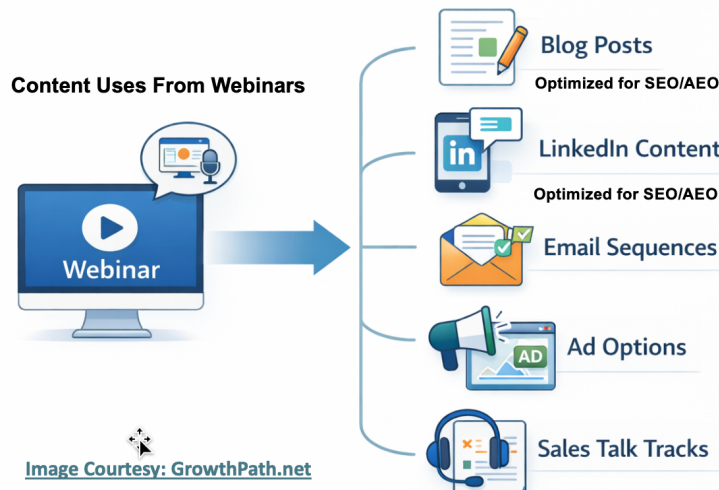 Content Uses From Webinars
Webinar
Blog Posts
Optimized for SEO/AEO
in
LinkedIn Content
Optimized for SEO/AEO
Email Sequences
AD
Ad Options
Sales Talk Tracks
Image Courtesy: GrowthPath.net